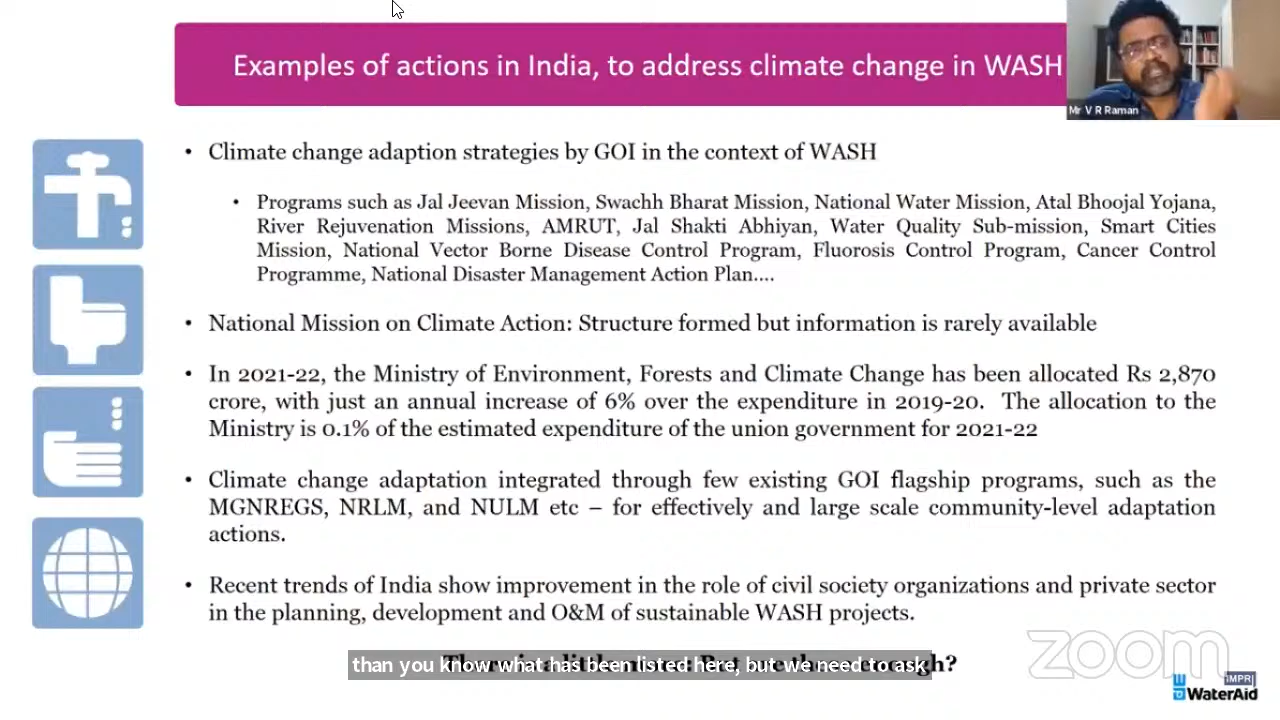 Examples of actions in India, to address climate change in WASH
Mr V R Raman
• Climate change adaption strategies by GOI in the context of WASH
• Programs such as Jal Jeevan Mission, Swachh Bharat Mission, National Water Mission, Atal Bhoojal Yojana,
River Rejuvenation Missions, AMRUT, Jal Shakti Abhiyan, Water Quality Sub-mission, Smart Cities
Mission, National Vector Borne Disease Control Program, Fluorosis Control Program, Cancer Control
Programme, National Disaster Management Action Plan....
• National Mission on Climate Action: Structure formed but information is rarely available
• In 2021-22, the Ministry of Environment, Forests and Climate Change has been allocated Rs 2,870
crore, with just an annual increase of 6% over the expenditure in 2019-20. The allocation to the
Ministry is 0.1% of the estimated expenditure of the union government for 2021-22
• Climate change adaptation integrated through few existing GOI flagship programs, such as the
MGNREGS, NRLM, and NULM etc – for effectively and large scale community-level adaptation
actions.
• Recent trends of India show improvement in the role of civil society organizations and private sector
in the planning, development and O&M of sustainable WASH projects.
than you know what has been listed here, but we need to ask
zoom
IMPRI
WaterAid